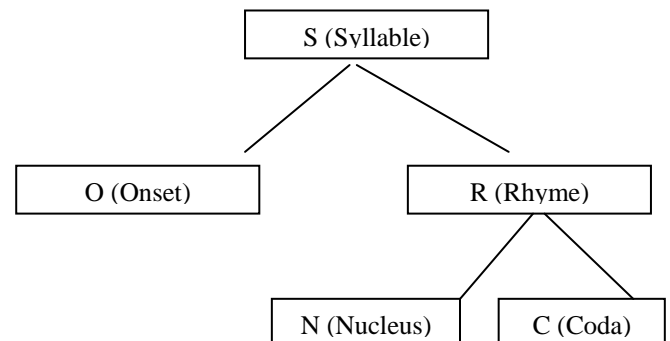 S (Syllable)
O (Onset) R (Rhyme)
N (Nucleus) C (Coda)